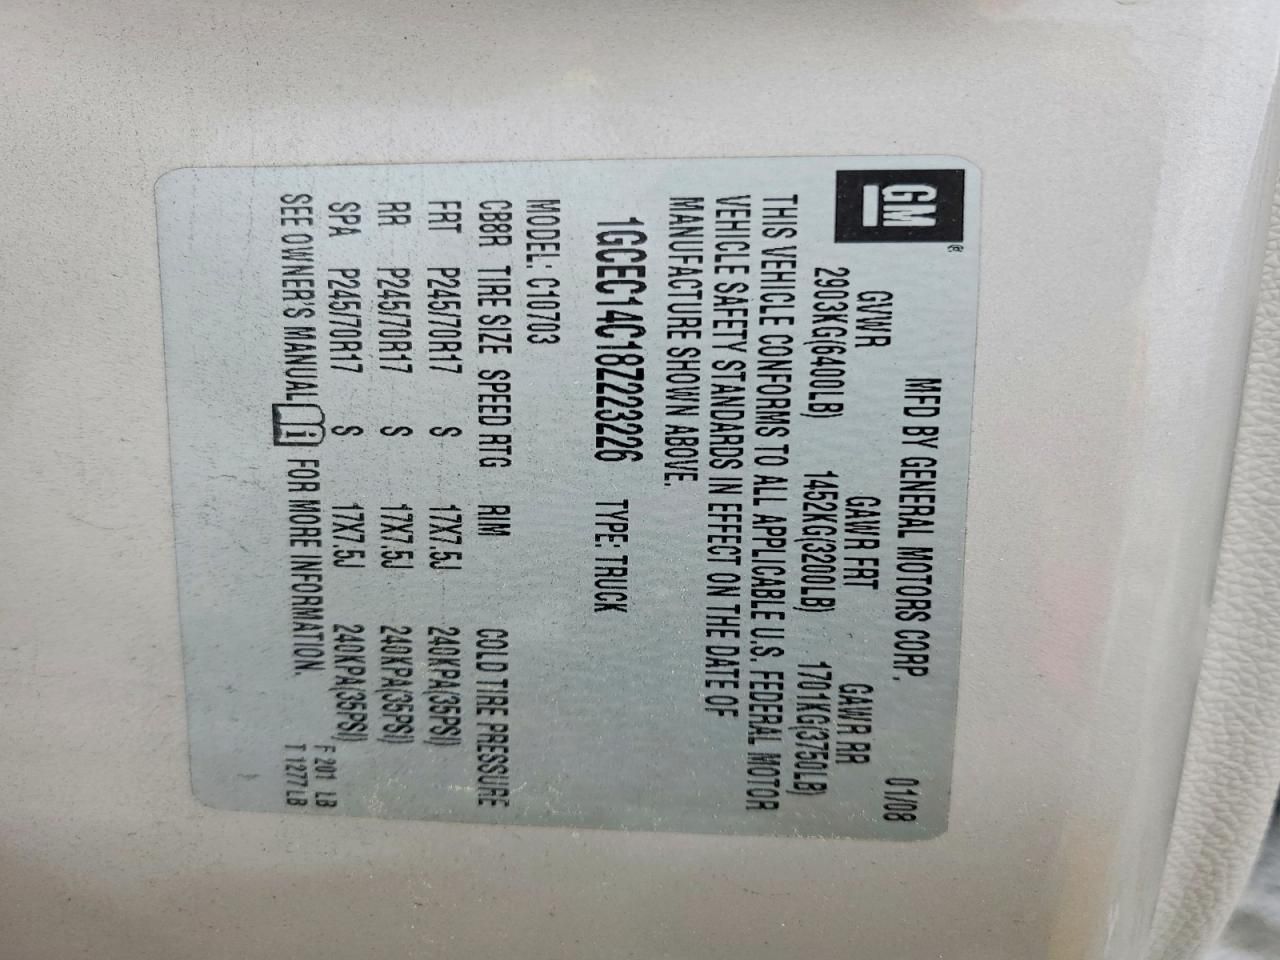 GM®
MFD BY GENERAL MOTORS CORP. 01/08
GVWR GAWR FRT GAWR RR
2903KG(6400LB) 1452KG(3200LB) 1701KG(3750LB)
THIS VEHICLE CONFORMS TO ALL APPLICABLE U.S. FEDERAL MOTOR
VEHICLE SAFETY STANDARDS IN EFFECT ON THE DATE OF
MANUFACTURE SHOWN ABOVE.
1GCEC14C18Z223226 TYPE: TRUCK
MODEL: C10703
CB8R TIRE SIZE SPEED RTG RIM COLD TIRE PRESSURE
FRT P245/70R17 S 17X7.5J 240KPA(35PSI)
RR P245/70R17 S 17X7.5J 240KPA(35PSI)
SPA P245/70R17 S 17X7.5J 240KPA(35PSI)
SEE OWNER'S MANUAL FOR MORE INFORMATION.
F 201 LB
T 1277 LB